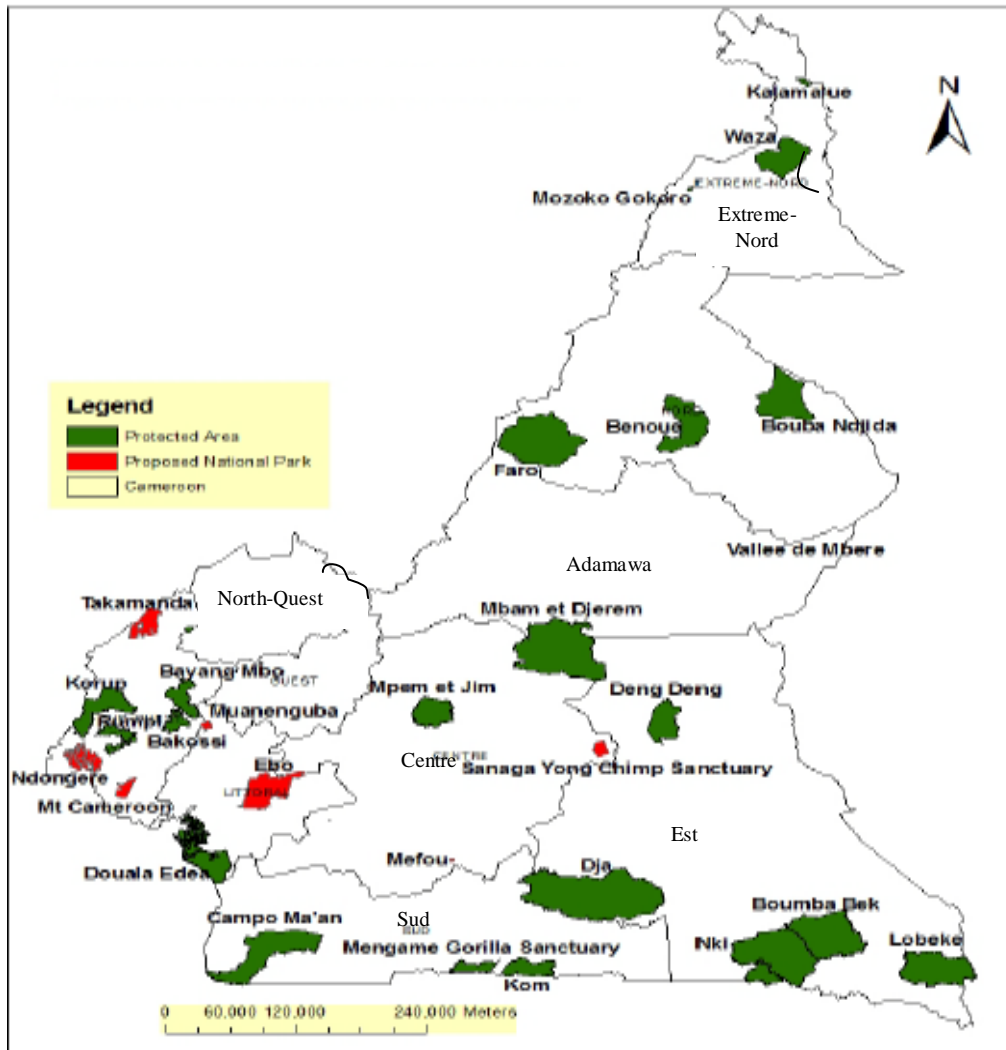 N
Kalamalue
Waza
EXTREME-NORD
Mozoko Gokoro
Extreme-
Nord
Legend
Protected Area
Proposed National Park
Cameroon
Benoue
Bouba Ndjida
Faro
Vallee de Mbere
Adamawa
North-Quest
Takamanda
Mbam et Djerem
Bayang Mbo
OUEST
Korup
Mpem et Jim
Deng Deng
Muanenguba
Bakossi
Centre
CENTRE
Ebo
Sanaga Yong Chimp Sanctuary
Ndongere
LITTORAL
Mt Cameroon
Est
Mefou-
Dja
Douala Edea
Boumba Bek
Campo Ma'an
Sud
SUD
Nki
Lobeke
Mengame Gorilla Sanctuary
Kom
0 60,000 120,000 240,000 Meters